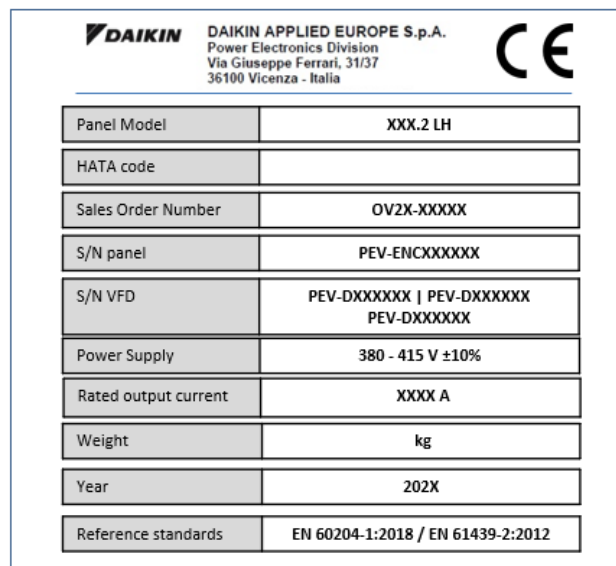 DAIKIN
DAIKIN APPLIED EUROPE S.p.A.
Power Electronics Division
Via Giuseppe Ferrari, 31/37
36100 Vicenza - Italia
CE
Panel Model XXX.2 LH
HATA code
Sales Order Number OV2X-XXXXX
S/N panel PEV-ENCXXXXXX
S/N VFD PEV-DXXXXXX | PEV-DXXXXXX
PEV-DXXXXXX
Power Supply 380 - 415 V ±10%
Rated output current XXXX A
Weight kg
Year 202X
Reference standards EN 60204-1:2018 / EN 61439-2:2012